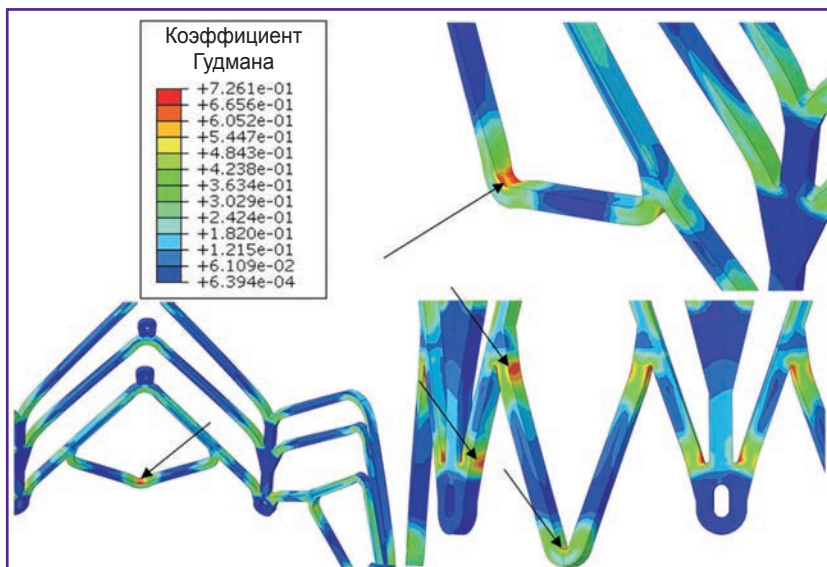 Коэффициент
Гудмана
+7.261e-01
+6.656e-01
+6.052e-01
+5.447e-01
+4.843e-01
+4.238e-01
+3.634e-01
+3.029e-01
+2.424e-01
+1.820e-01
+1.215e-01
+6.109e-02
+6.394e-04